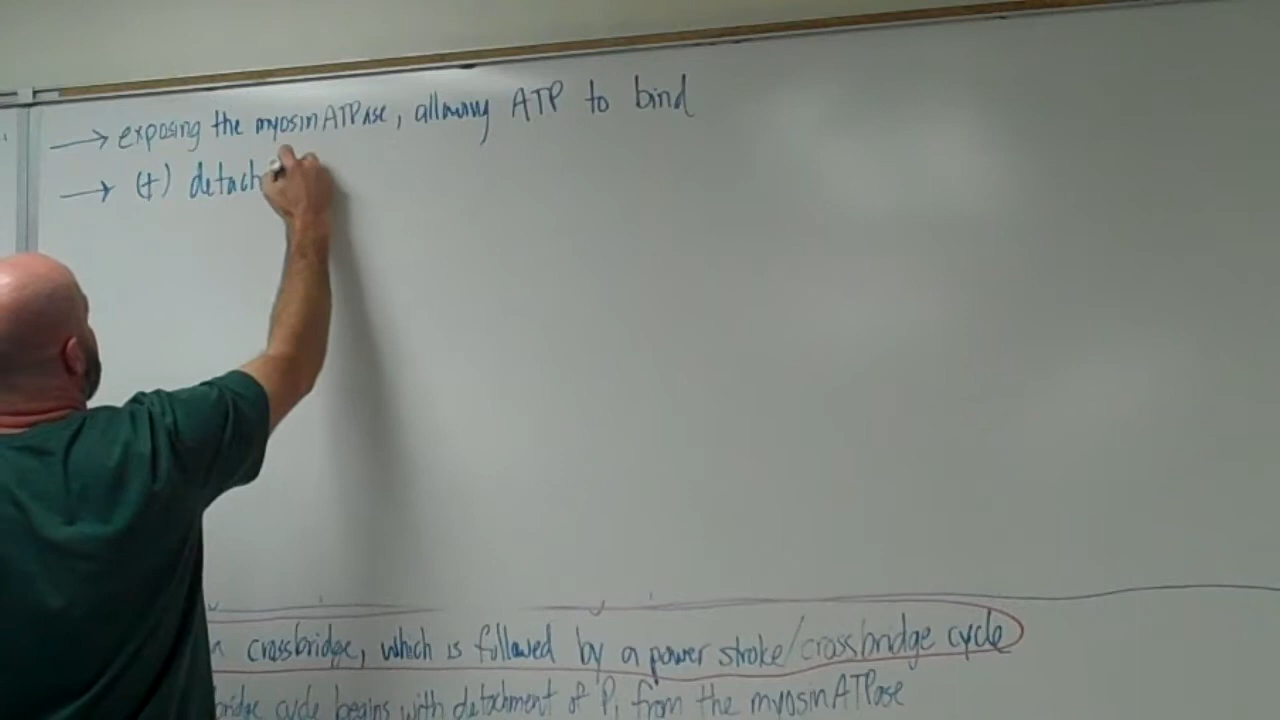 → exposing the myosin ATPase, allowing ATP to bind
→ (+) detach
crossbridge, which is followed by a power stroke/crossbridge cycle
bridge cycle begins with detachment of Pi from the myosin ATPase